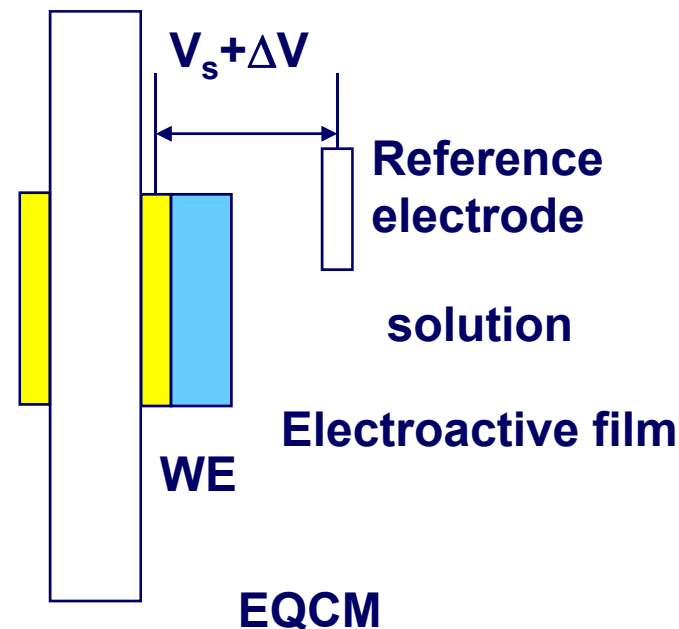 Vs+ΔV
Reference
electrode
solution
Electroactive film
WE
EQCM